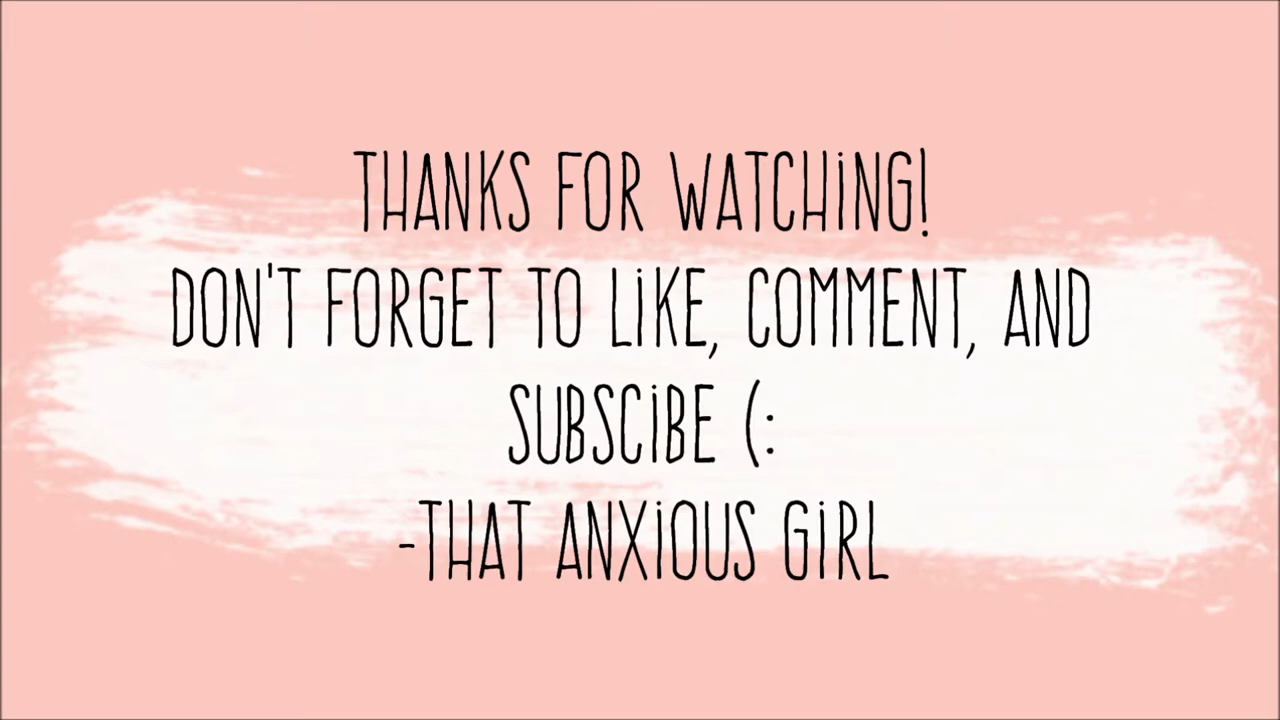 THANKS FOR WATCHiNG!
DON'T FORGET TO LiKE, COMMENT, AND
SUBSCiBE (:
-THAT ANXiOUS GiRL